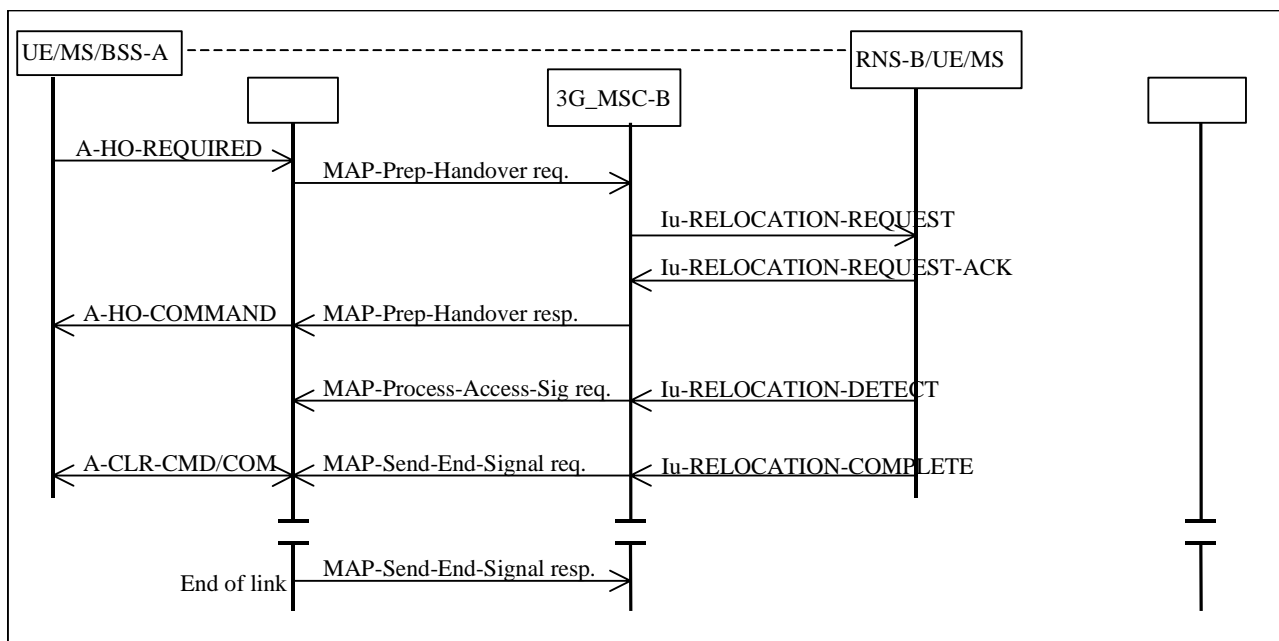 UE/MS/BSS-A
RNS-B/UE/MS
3G_MSC-B
A-HO-REQUIRED
MAP-Prep-Handover req.
Iu-RELOCATION-REQUEST
Iu-RELOCATION-REQUEST-ACK
A-HO-COMMAND
MAP-Prep-Handover resp.
MAP-Process-Access-Sig req.
Iu-RELOCATION-DETECT
A-CLR-CMD/COM
MAP-Send-End-Signal req.
Iu-RELOCATION-COMPLETE
End of link
MAP-Send-End-Signal resp.